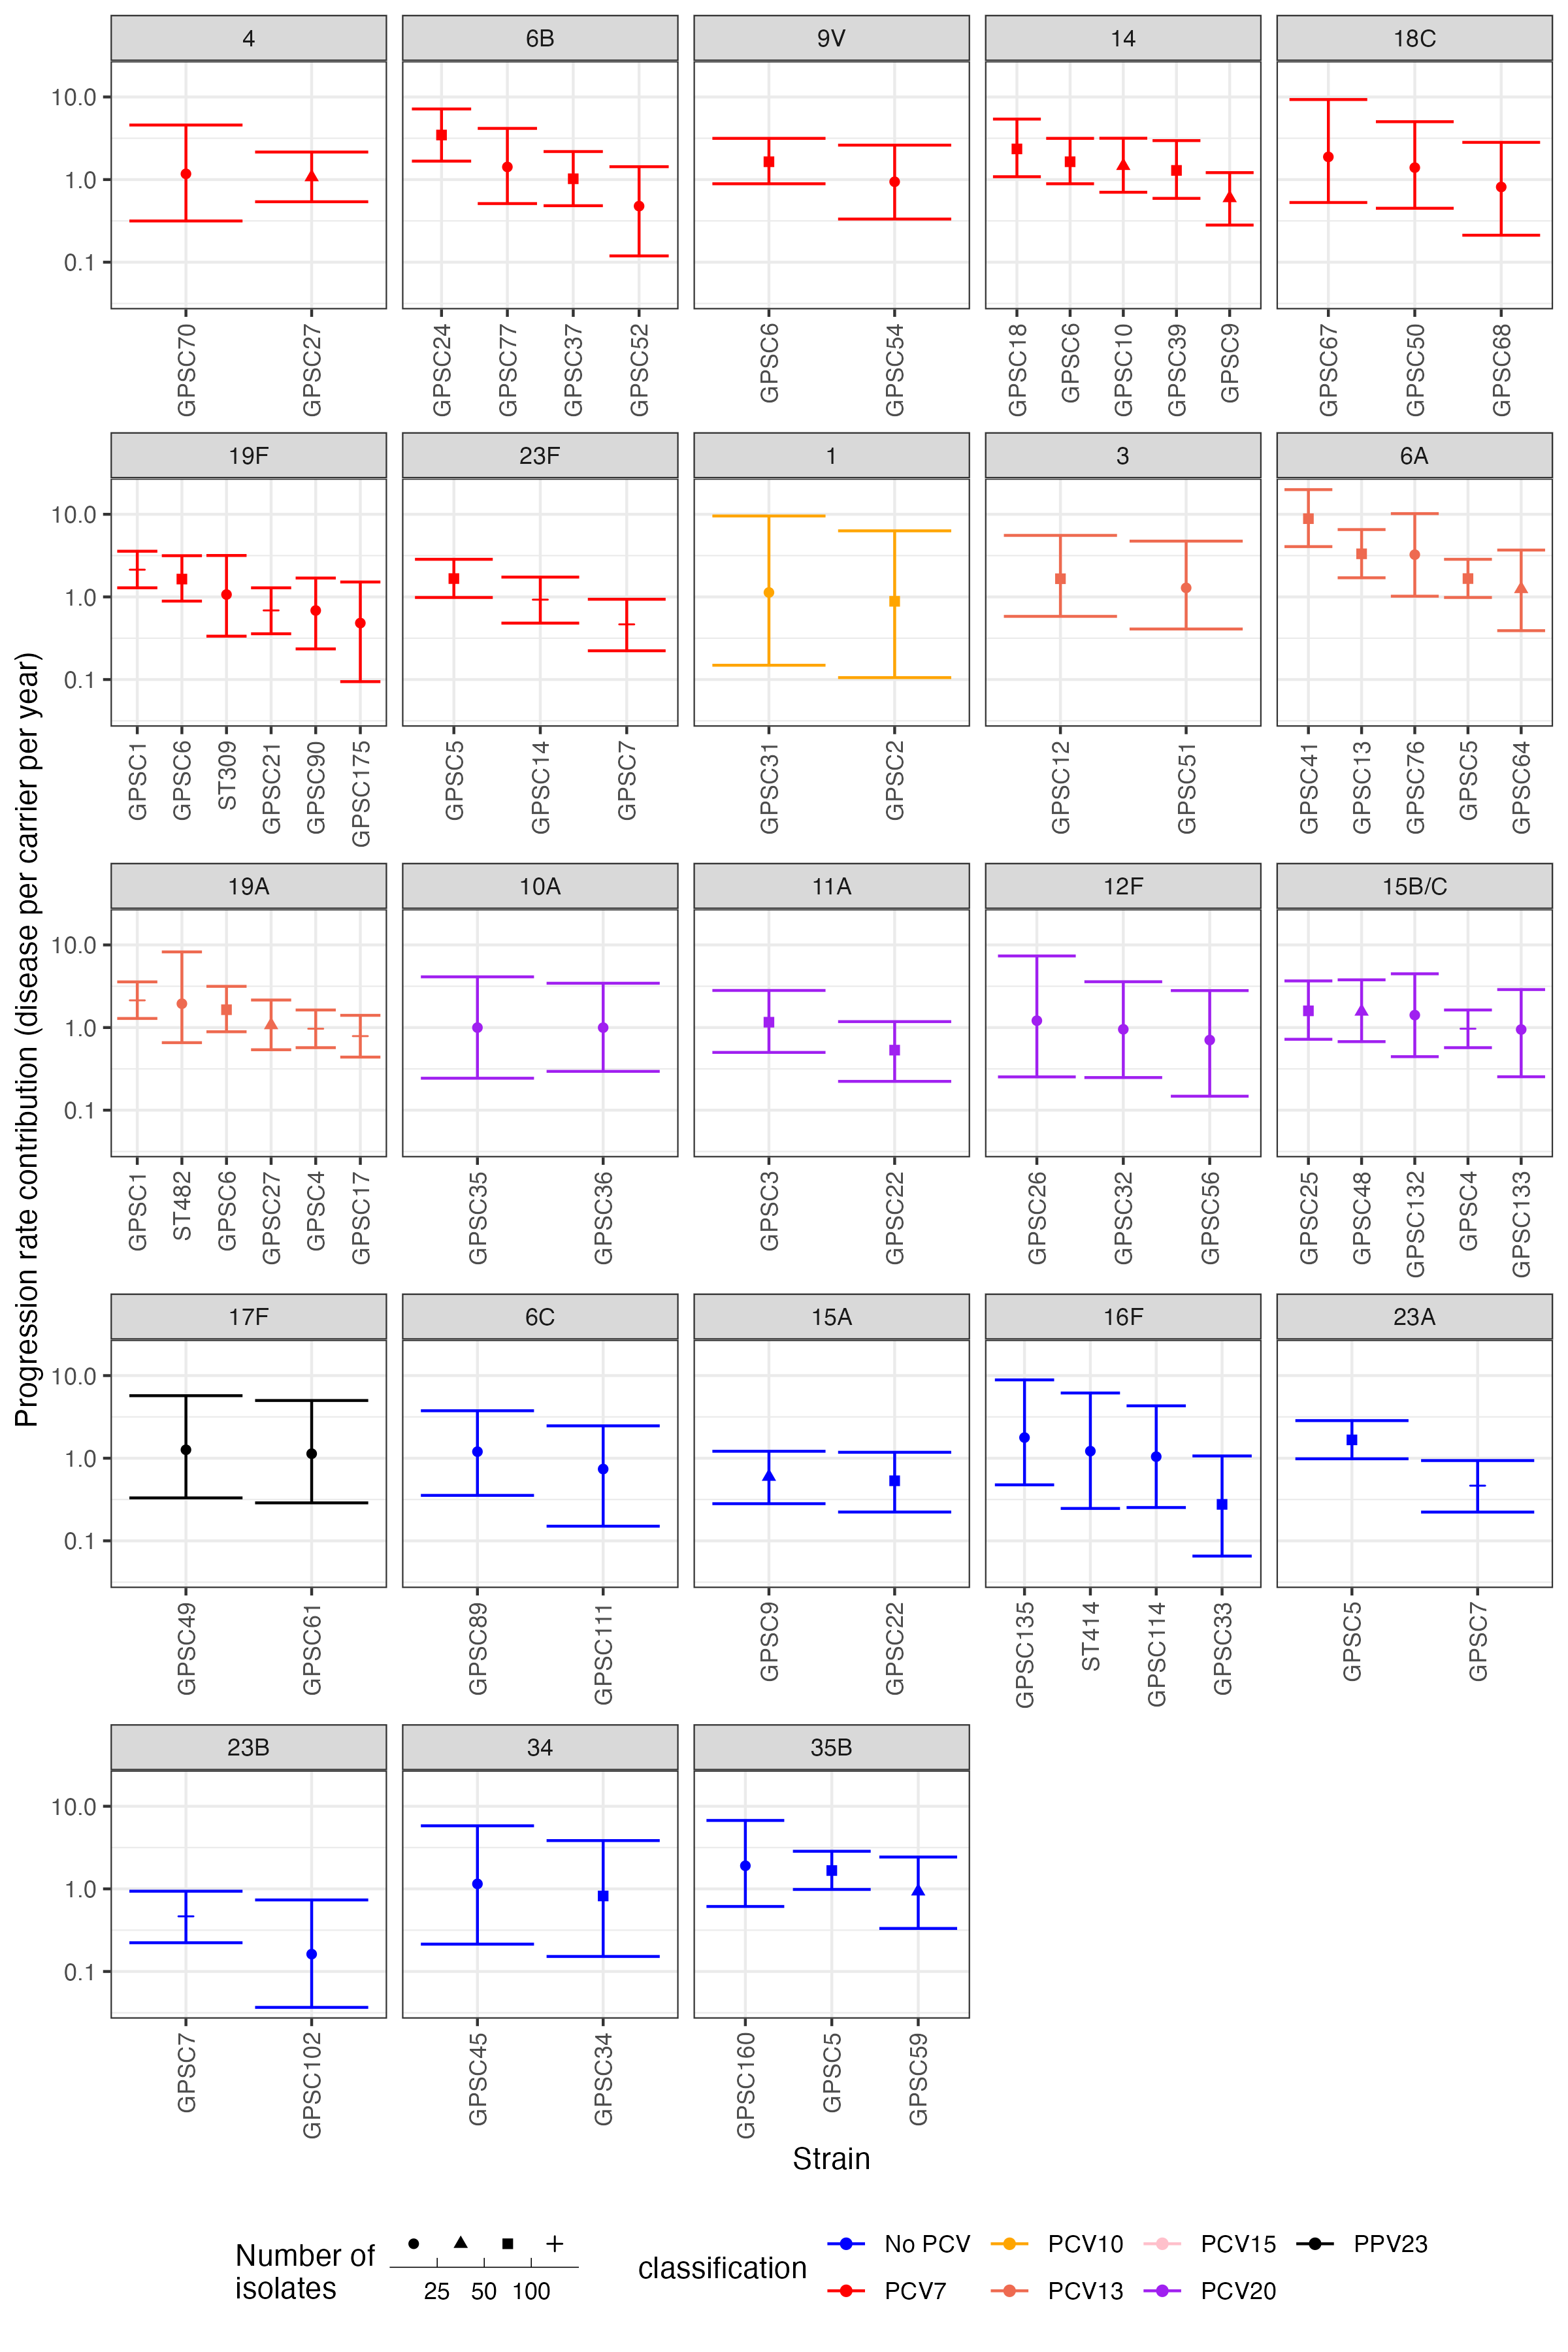 4 6B 9V 14 18C
10.0
1.0
0.1
GPSC70 GPSC27 GPSC24 GPSC77 GPSC37 GPSC52 GPSC6 GPSC54 GPSC18 GPSC6 GPSC10 GPSC39 GPSC9 GPSC67 GPSC50 GPSC68
19F 23F 1 3 6A
10.0
1.0
0.1
GPSC1 GPSC6 ST309 GPSC21 GPSC90 GPSC175 GPSC5 GPSC14 GPSC7 GPSC31 GPSC2 GPSC12 GPSC51 GPSC41 GPSC13 GPSC76 GPSC5 GPSC64
Progression rate contribution (disease per carrier per year)
19A 10A 11A 12F 15B/C
10.0
1.0
0.1
GPSC1 ST482 GPSC6 GPSC27 GPSC4 GPSC17 GPSC35 GPSC36 GPSC3 GPSC22 GPSC26 GPSC32 GPSC56 GPSC25 GPSC48 GPSC132 GPSC4 GPSC133
17F 6C 15A 16F 23A
10.0
1.0
0.1
GPSC49 GPSC61 GPSC89 GPSC111 GPSC9 GPSC22 GPSC135 ST414 GPSC114 GPSC33 GPSC5 GPSC7
23B 34 35B
10.0
1.0
0.1
GPSC7 GPSC102 GPSC45 GPSC34 GPSC160 GPSC5 GPSC59
Strain
Number of
isolates
25 50 100
classification
No PCV PCV10 PCV15 PPV23
PCV7 PCV13 PCV20